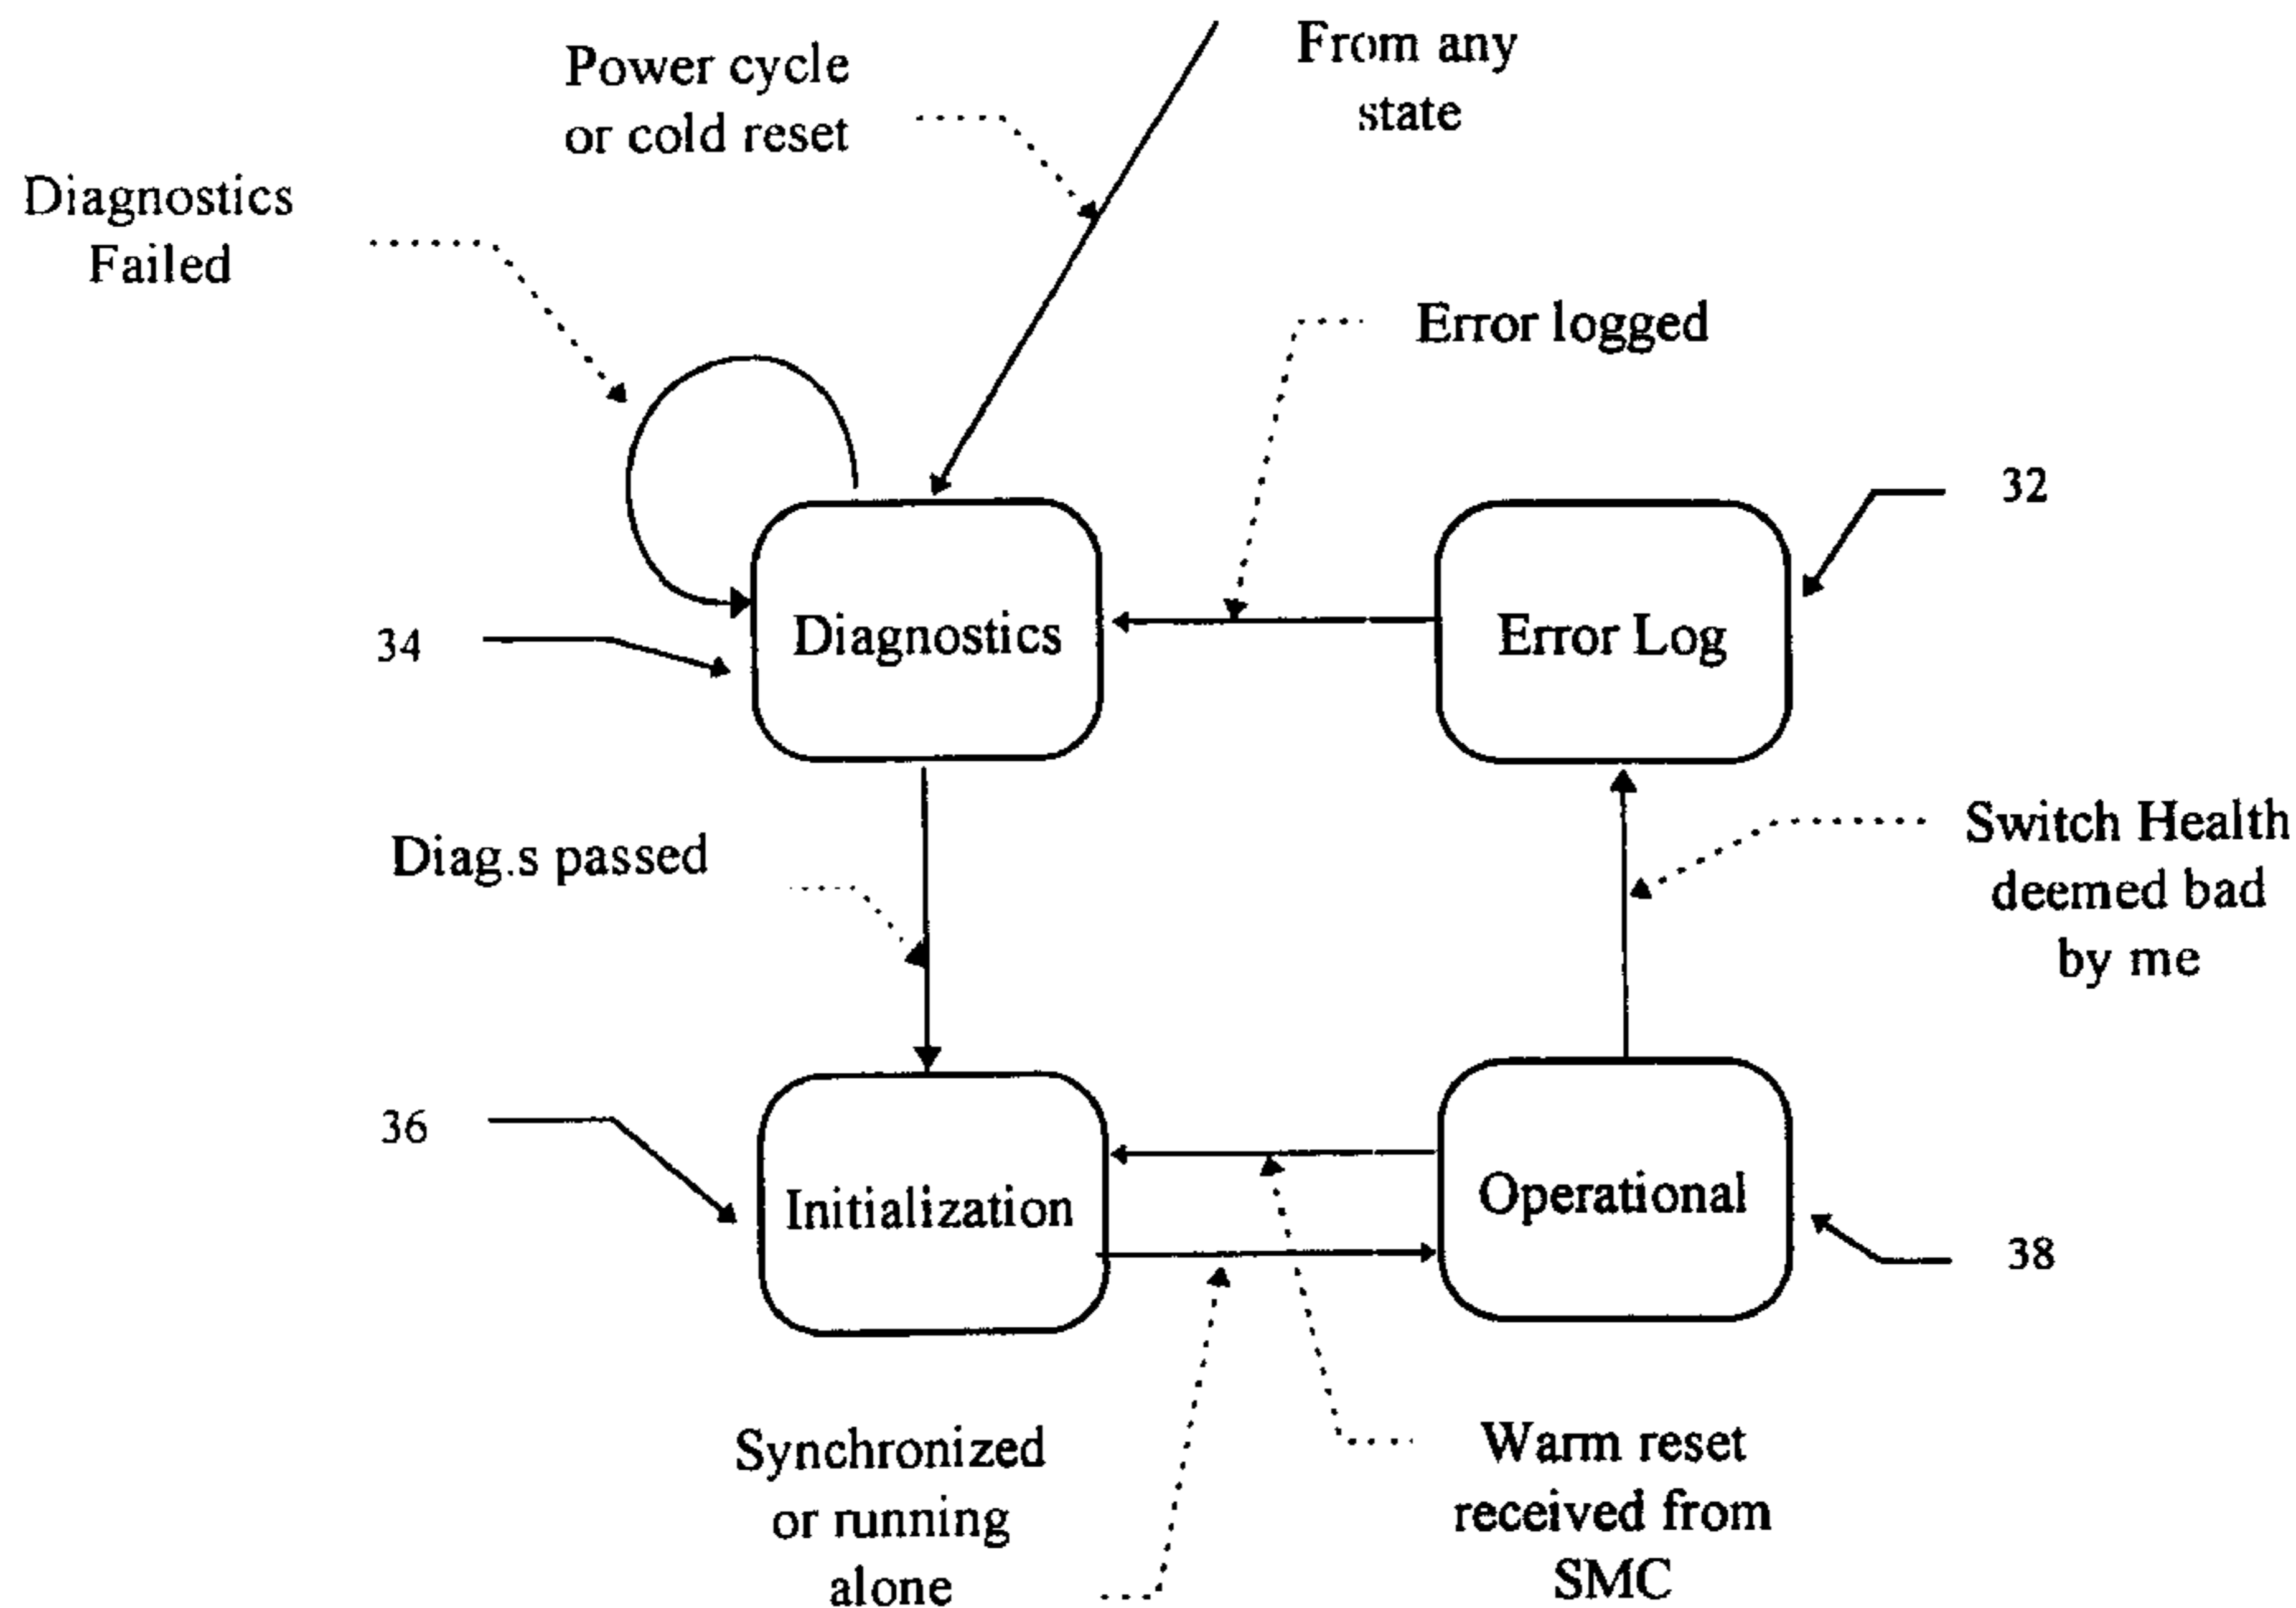 Power cycle
or cold reset
From any
state
Diagnostics
Failed
Error logged
32
34
Diagnostics
Error Log
Diag.s passed
Switch Health
deemed bad
by me
36
Initialization
Operational
38
Synchronized
or running
alone
Warm reset
received from
SMC